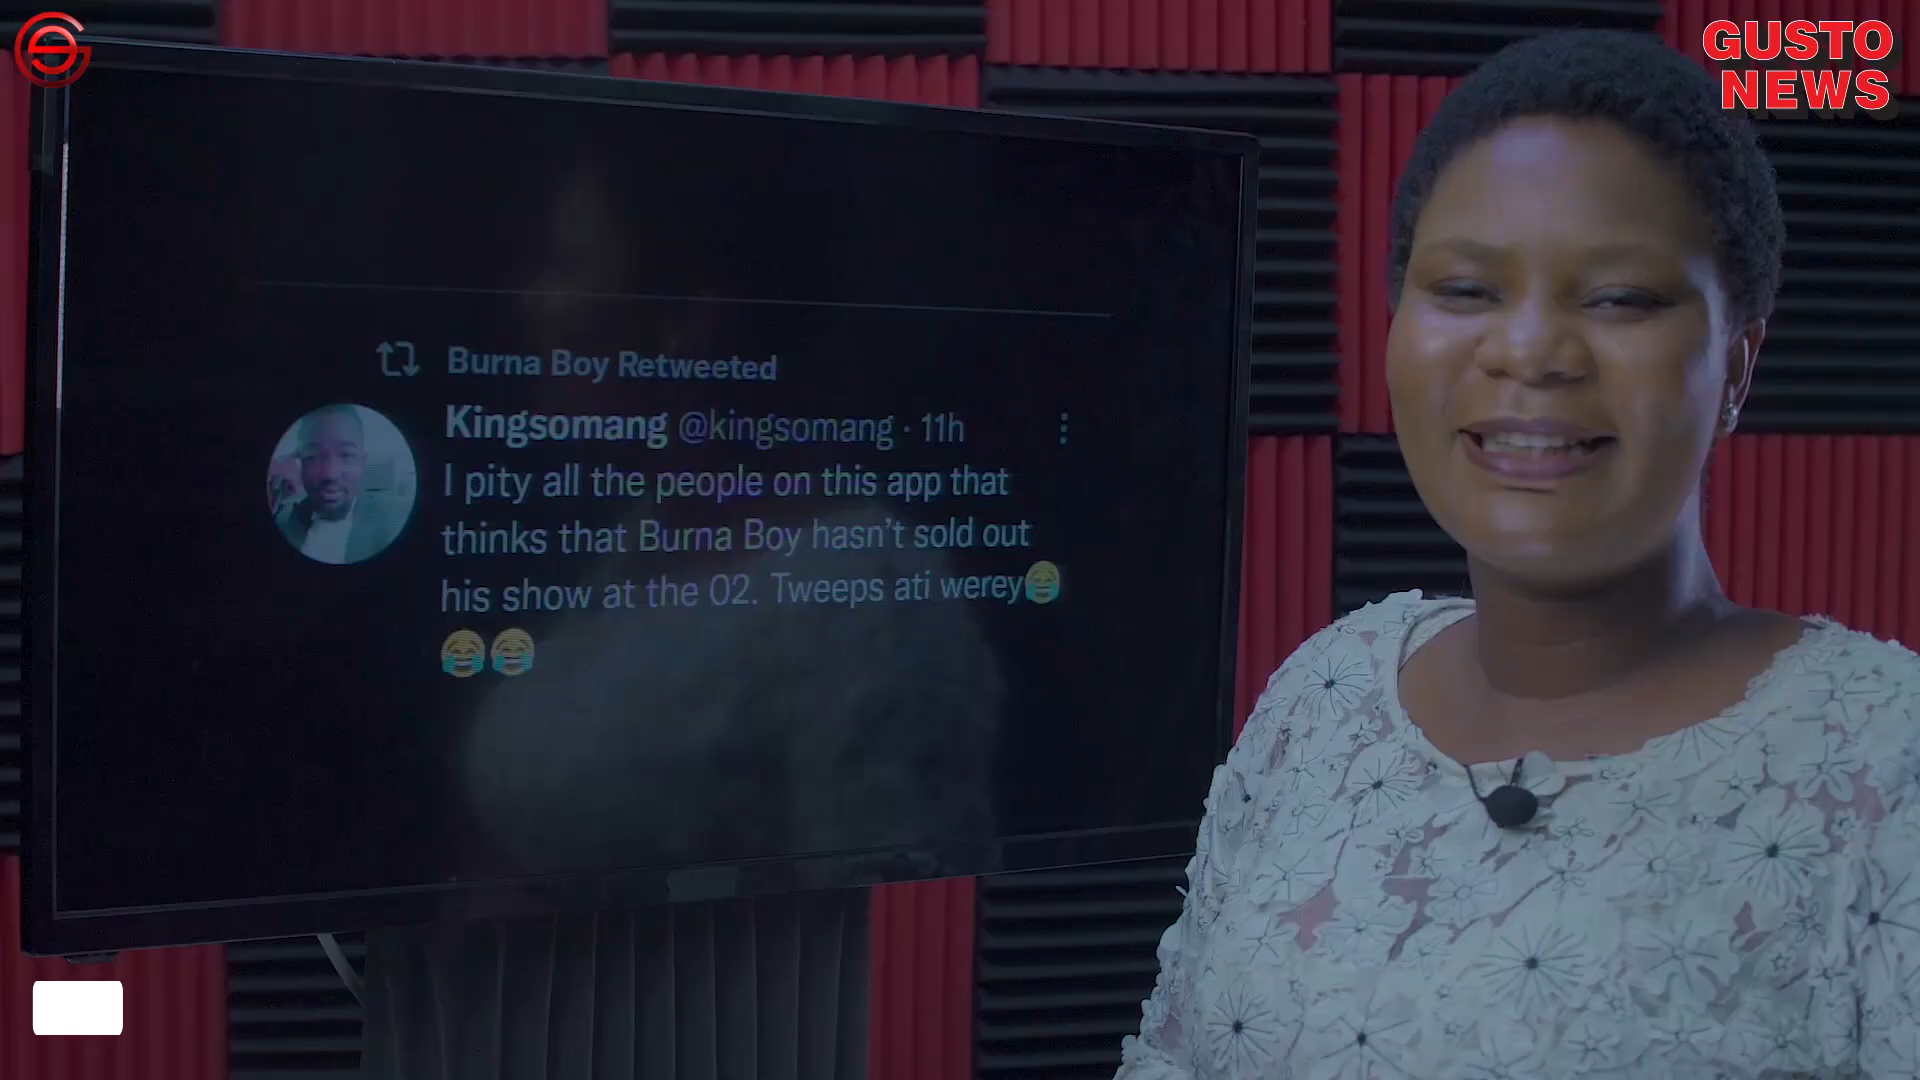 GUSTO
NEWS
Burna Boy Retweeted
Kingsomang @kingsomang · 11h
I pity all the people on this app that
thinks that Burna Boy hasn't sold out
his show at the 02. Tweeps ati werey😂
😂😂